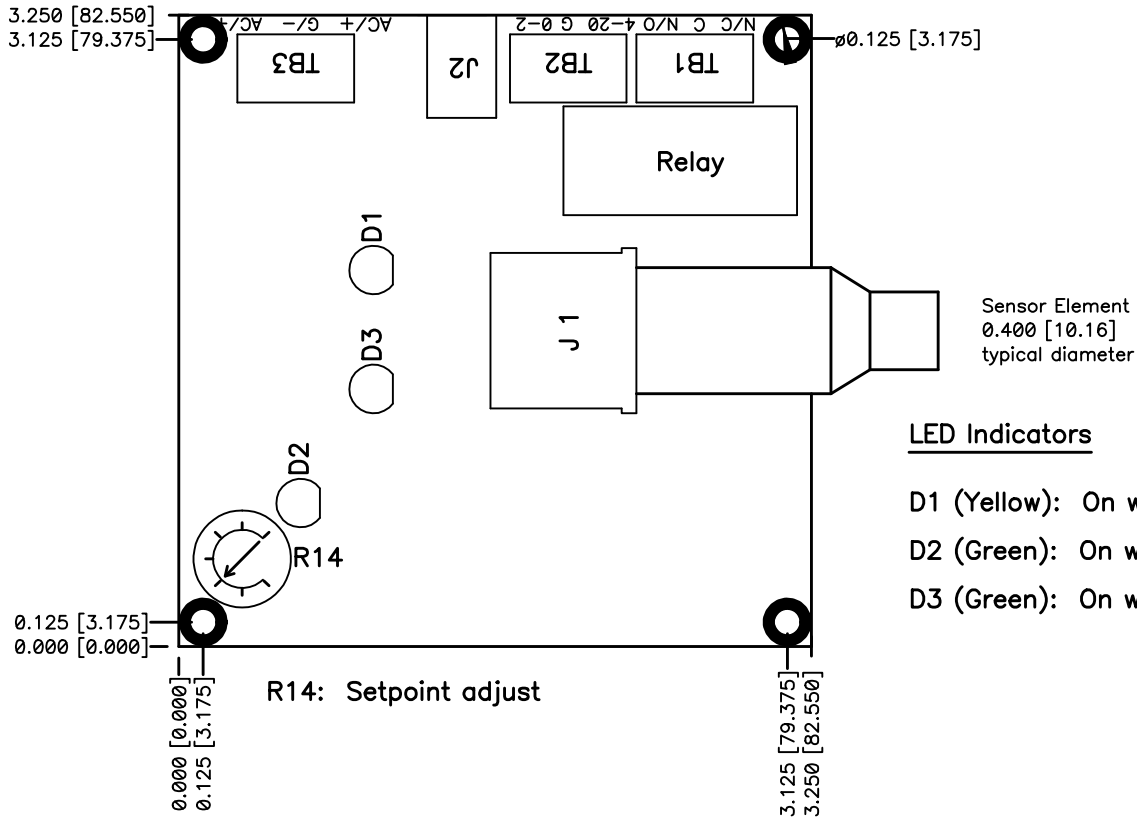 3.250 [82.550]
3.125 [79.375]
AC/+ G/- AC/+
0-2 G 4-20 N/O C N/C
ø0.125 [3.175]
TB3
J2
TB2
TB1
Relay
D1
D3
J 1
Sensor Element
0.400 [10.16]
typical diameter
LED Indicators
D1 (Yellow): On w
D2 (Green): On w
D3 (Green): On w
D2
R14
0.125 [3.175]
0.000 [0.000]
R14: Setpoint adjust
0.000 [0.000]
0.125 [3.175]
3.125 [79.375]
3.250 [82.550]